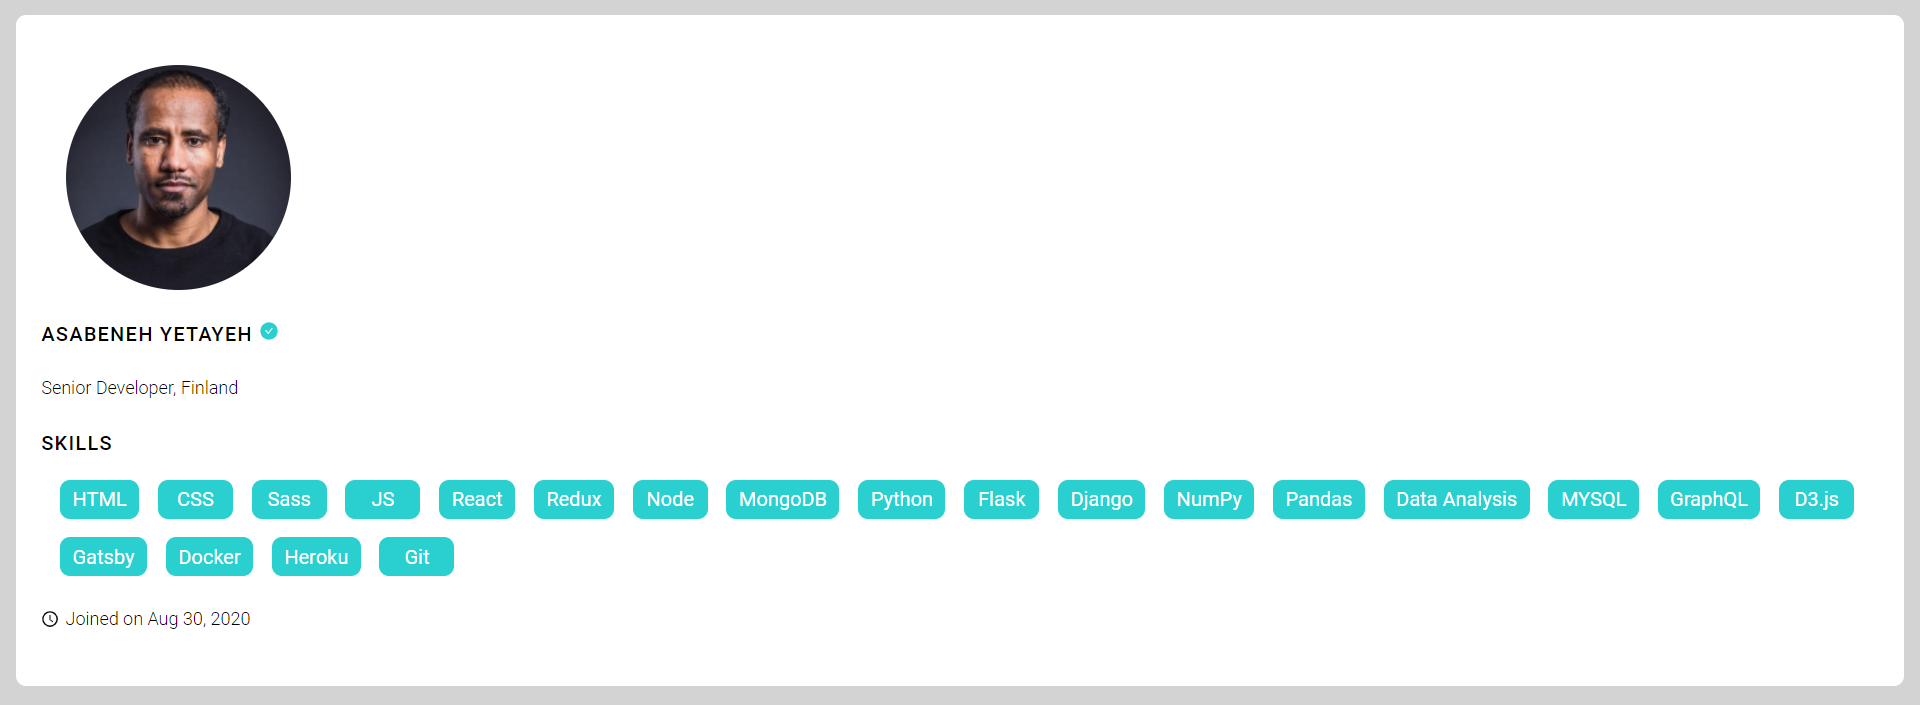 ASABENEH YETAYEH
Senior Developer, Finland
SKILLS
HTML CSS Sass JS React Redux Node MongoDB Python Flask Django NumPy Pandas Data Analysis MYSQL GraphQL D3.js
Gatsby Docker Heroku Git
Joined on Aug 30, 2020